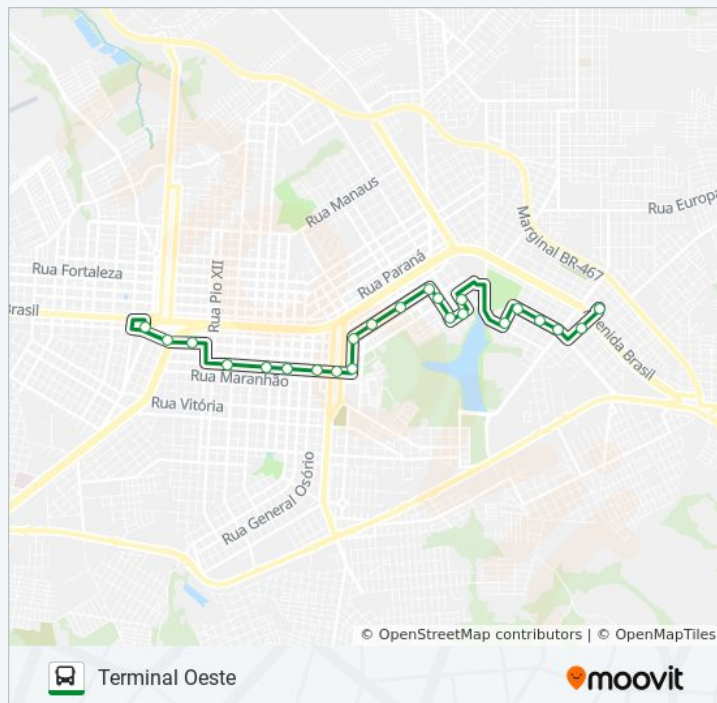 Rua Manaus
Rua Europa
Marginal BR-467
Rua Paraná
Rua Fortaleza
Rua Pio XII
Brasil
Avenida Brasil
Rua Maranhão
Rua Vitória
Rua General Osório
© OpenStreetMap contributors | © OpenMapTiles
Terminal Oeste
moovit